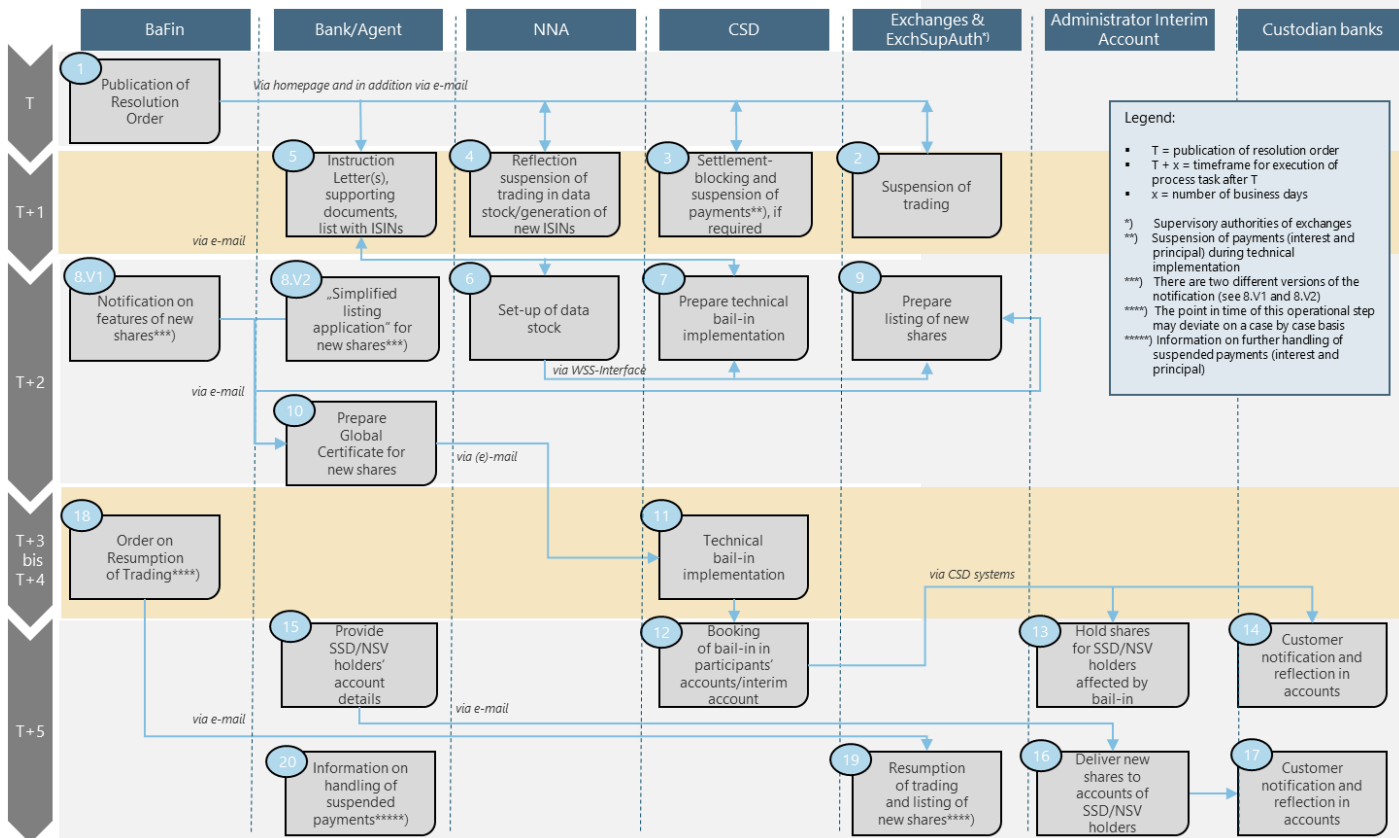 BaFin
Bank/Agent
NNA
CSD
Exchanges &
ExchSupAuth*)
Administrator Interim
Account
Custodian banks
T
1
Publication of
Resolution
Order
Via homepage and in addition via e-mail
Legend:
▪ T = publication of resolution order
▪ T + x = timeframe for execution of
process task after T
▪ x = number of business days
*) Supervisory authorities of exchanges
**) Suspension of payments (interest and
principal) during technical
implementation
***) There are two different versions of the
notification (see 8.V1 and 8.V2)
****) The point in time of this operational step
may deviate on a case by case basis
*****) Information on further handling of
suspended payments (interest and
principal)
T+1
5
Instruction
Letter(s),
supporting
documents,
list with ISINs
4
Reflection
suspension of
trading in data
stock/generation of
new ISINs
3
Settlement-
blocking and
suspension of
payments**), if
required
2
Suspension of
trading
via e-mail
T+2
8.V1
Notification on
features of new
shares***)
8.V2
„Simplified
listing
application" for
new shares***)
6
Set-up of data
stock
7
Prepare technical
bail-in
implementation
9
Prepare
listing of new
shares
via WSS-Interface
via e-mail
10
Prepare
Global
Certificate for
new shares
via (e)-mail
T+3
bis
T+4
18
Order on
Resumption
of Trading****)
11
Technical
bail-in
implementation
via CSD systems
T+5
15
Provide
SSD/NSV
holders'
account
details
12
Booking
of bail-in in
participants'
accounts/interim
account
13
Hold shares
for SSD/NSV
holders
affected by
bail-in
14
Customer
notification and
reflection in
accounts
via e-mail
via e-mail
20
Information on
handling of
suspended
payments*****)
19
Resumption
of trading
and listing of
new shares****)
16
Deliver new
shares to
accounts of
SSD/NSV
holders
17
Customer
notification and
reflection in
accounts